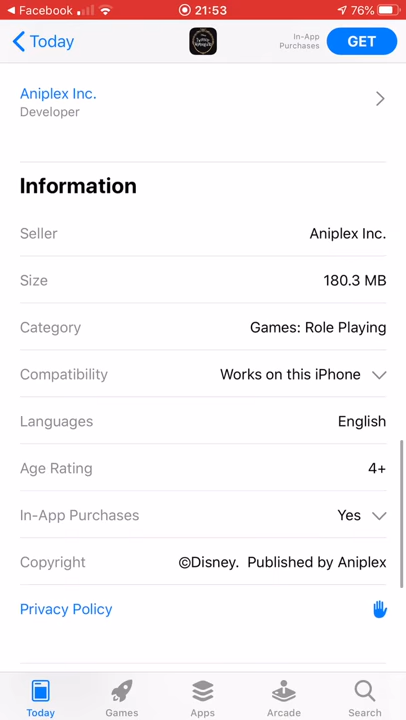 Facebook 21:53 76%
Today
In-App
Purchases
GET
Aniplex Inc.
Developer
Information
Seller Aniplex Inc.
Size 180.3 MB
Category Games: Role Playing
Compatibility Works on this iPhone
Languages English
Age Rating 4+
In-App Purchases Yes
Copyright ©Disney. Published by Aniplex
Privacy Policy
Today Games Apps Arcade Search